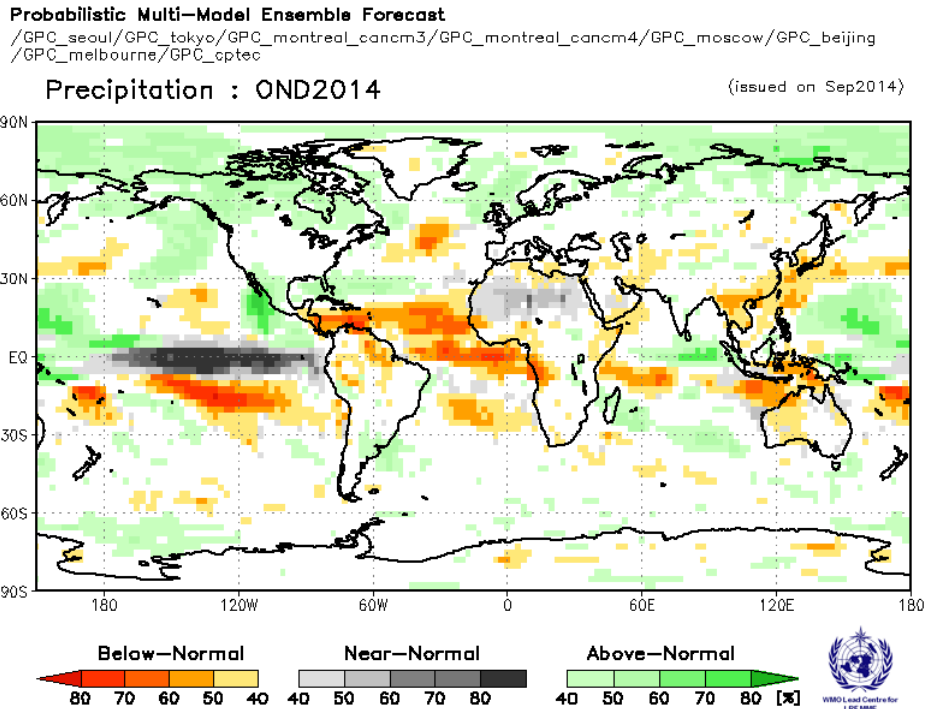 Probabilistic Multi-Model Ensemble Forecast
/GPC_seoul/GPC_tokyo/GPC_montreal_cancm3/GPC_montreal_cancm4/GPC_moscow/GPC_beijing
/GPC_melbourne/GPC_cptec
Precipitation : OND2014 (issued on Sep2014)
90N
60N
30N
EQ
30S
60S
90S
180 120W 60W 0 60E 120E 180
Below-Normal Near-Normal Above-Normal
80 70 60 50 40 40 50 60 70 80 40 50 60 70 80 [%]
WMO Lead Centre for